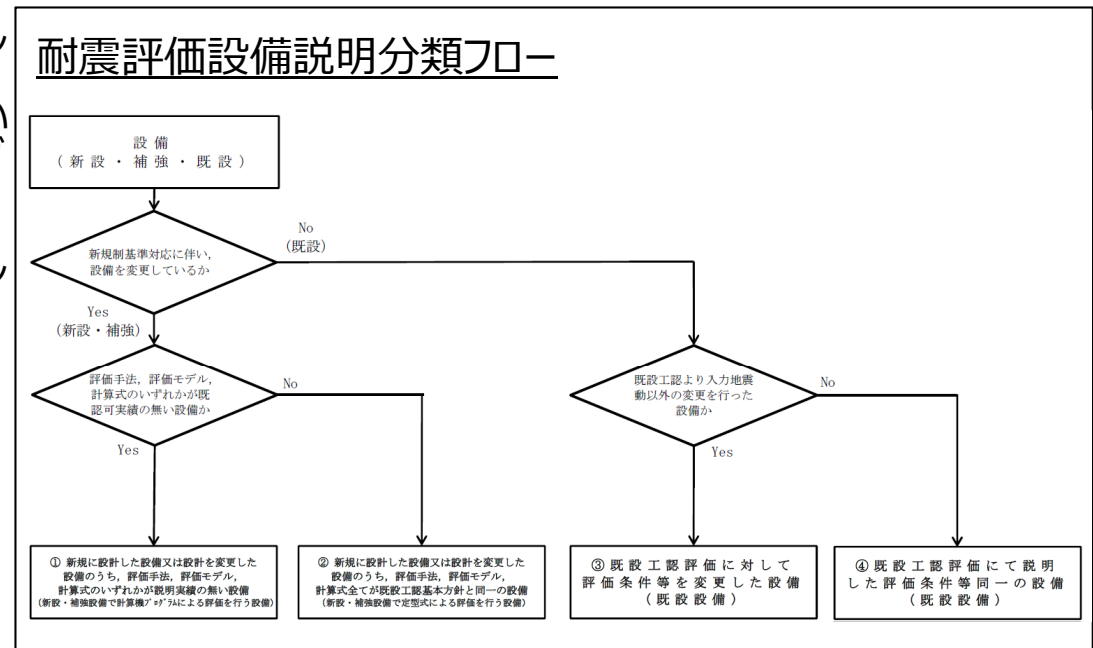 耐震評価設備説明分類フロー
設備
（新設・補強・既設）
新規制基準対応に伴い，
設備を変更しているか
No
（既設）
Yes
（新設・補強）
評価手法，評価モデル，
計算式のいずれかが既
認可実績の無い設備か
No
Yes
既設工認より入力地震
動以外の変更を行った
設備か
No
Yes
① 新規に設計した設備又は設計を変更した
設備のうち，評価手法，評価モデル，
計算式のいずれかが説明実績の無い設備
（新設・補強設備で計算機ﾌﾟﾛｸﾞﾗﾑによる評価を行う設備）
② 新規に設計した設備又は設計を変更した
設備のうち，評価手法，評価モデル，
計算式全てが既設工認基本方針と同一の設備
（新設・補強設備で定型式による評価を行う設備）
③既設工認評価に対して
評価条件等を変更した設備
（既設設備）
④既設工認評価にて説明
した評価条件等同一の設備
（既設設備）